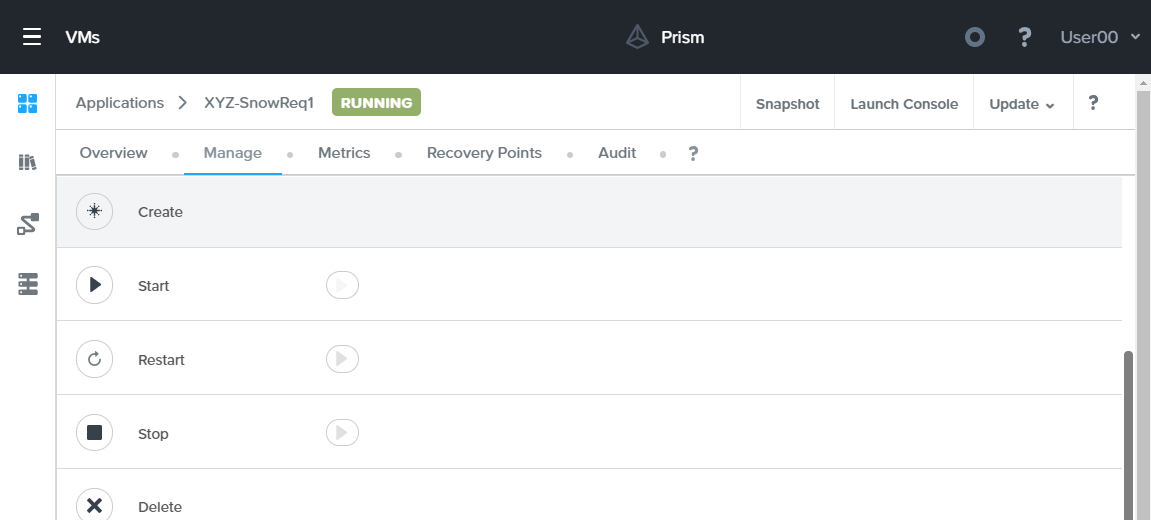 VMs
Prism
?
User00
Applications > XYZ-SnowReq1 RUNNING
Snapshot
Launch Console
Update
?
Overview
Manage
Metrics
Recovery Points
Audit
?
Create
Start
Restart
Stop
Delete